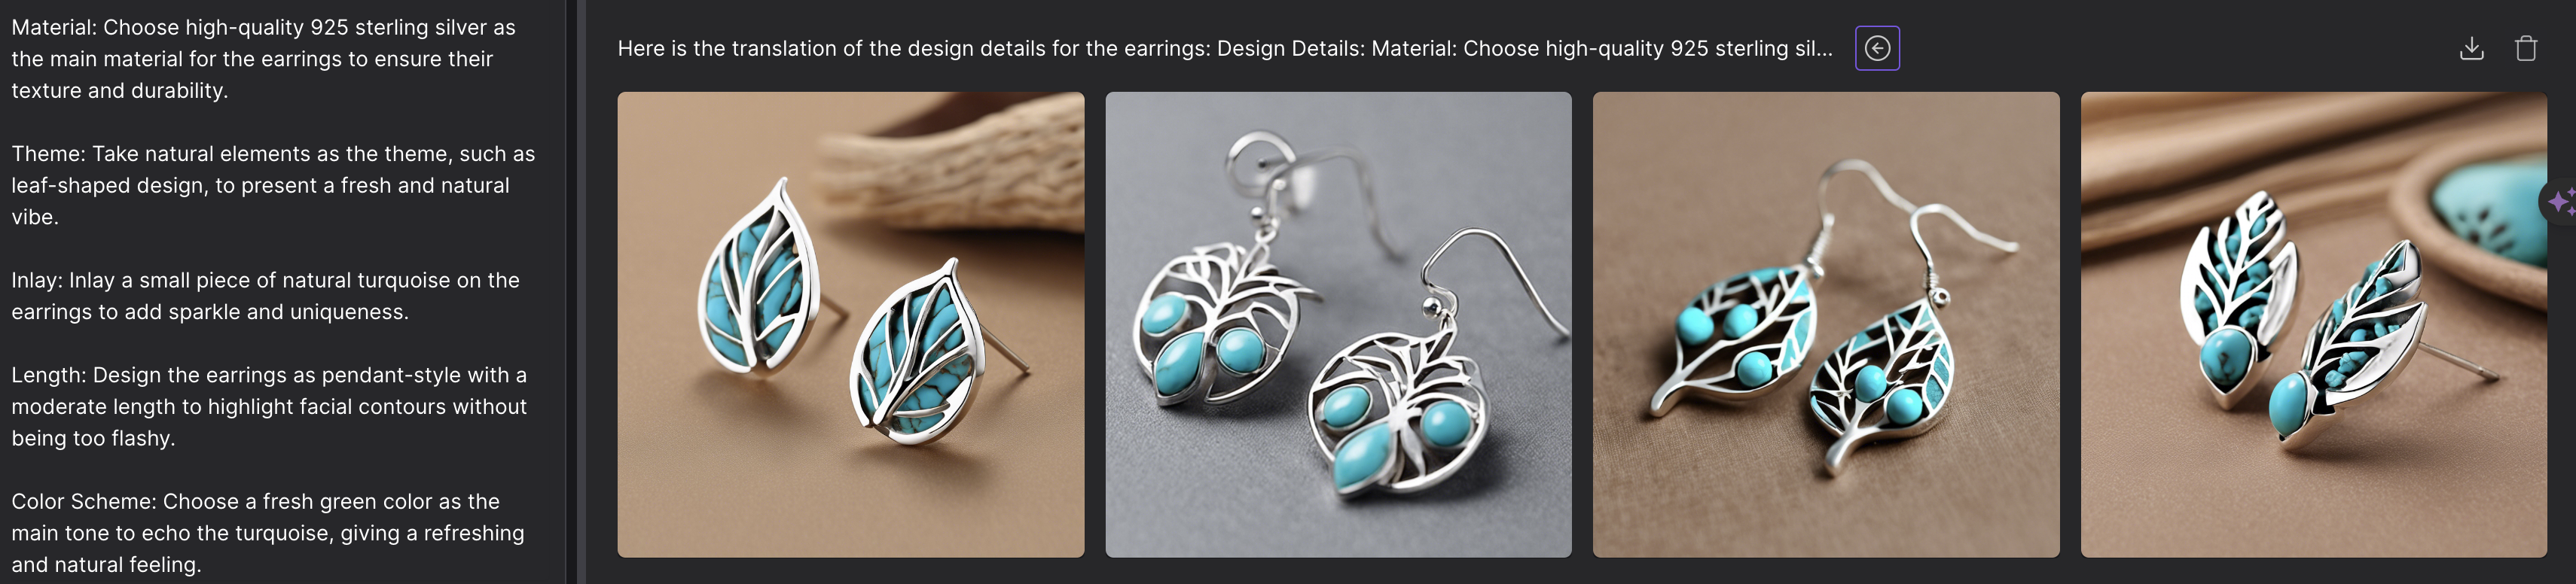 Material: Choose high-quality 925 sterling silver as
the main material for the earrings to ensure their
texture and durability.
Theme: Take natural elements as the theme, such as
leaf-shaped design, to present a fresh and natural
vibe.
Inlay: Inlay a small piece of natural turquoise on the
earrings to add sparkle and uniqueness.
Length: Design the earrings as pendant-style with a
moderate length to highlight facial contours without
being too flashy.
Color Scheme: Choose a fresh green color as the
main tone to echo the turquoise, giving a refreshing
and natural feeling.
Here is the translation of the design details for the earrings: Design Details: Material: Choose high-quality 925 sterling sil...